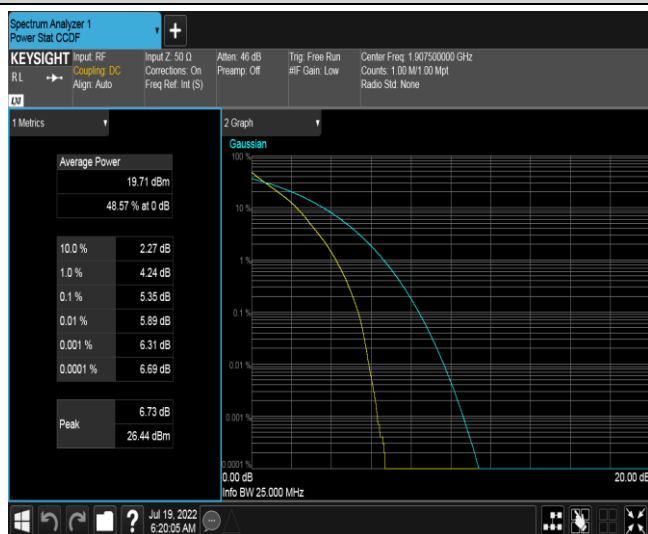 Spectrum Analyzer 1
Power Stat CCDF
+
KEYSIGHT
R L
LXI
Input: RF
Coupling: DC
Align: Auto
Input Z: 50 Ω
Corrections: On
Freq Ref: Int (S)
Atten: 46 dB
Preamp: Off
Trig: Free Run
#IF Gain: Low
Center Freq: 1.907500000 GHz
Counts: 1.00 M/1.00 Mpt
Radio Std: None
1 Metrics
Average Power
19.71 dBm
48.57 % at 0 dB
10.0 % 2.27 dB
1.0 % 4.24 dB
0.1 % 5.35 dB
0.01 % 5.89 dB
0.001 % 6.31 dB
0.0001 % 6.69 dB
Peak
6.73 dB
26.44 dBm
2 Graph
Gaussian
100 %
10 %
1 %
0.1 %
0.01 %
0.001 %
0.0001 %
0.00 dB
20.00 dB
Info BW 25.000 MHz
?
Jul 19, 2022
6:20:05 AM